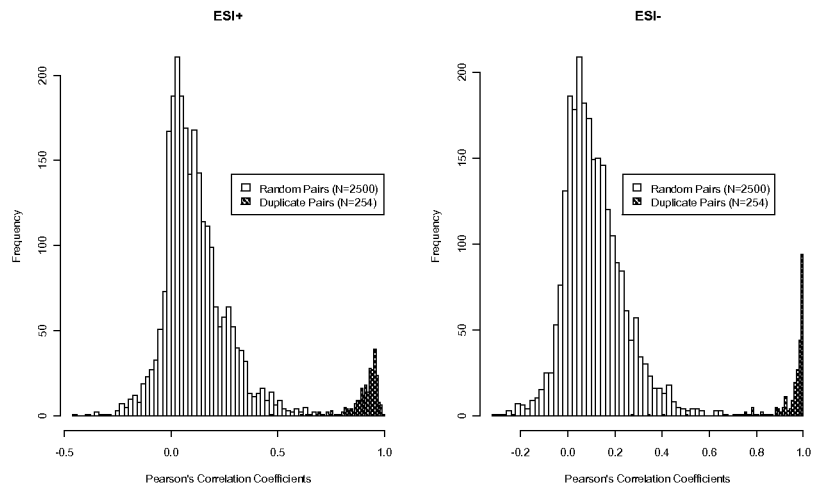 ESI+
200
150
100
50
0
Frequency
Random Pairs (N=2500)
Duplicate Pairs (N=254)
-0.5
0.0
0.5
1.0
Pearson's Correlation Coefficients
ESI-
200
150
100
50
0
Frequency
Random Pairs (N=2500)
Duplicate Pairs (N=254)
-0.2
0.0
0.2
0.4
0.6
0.8
1.0
Pearson's Correlation Coefficients